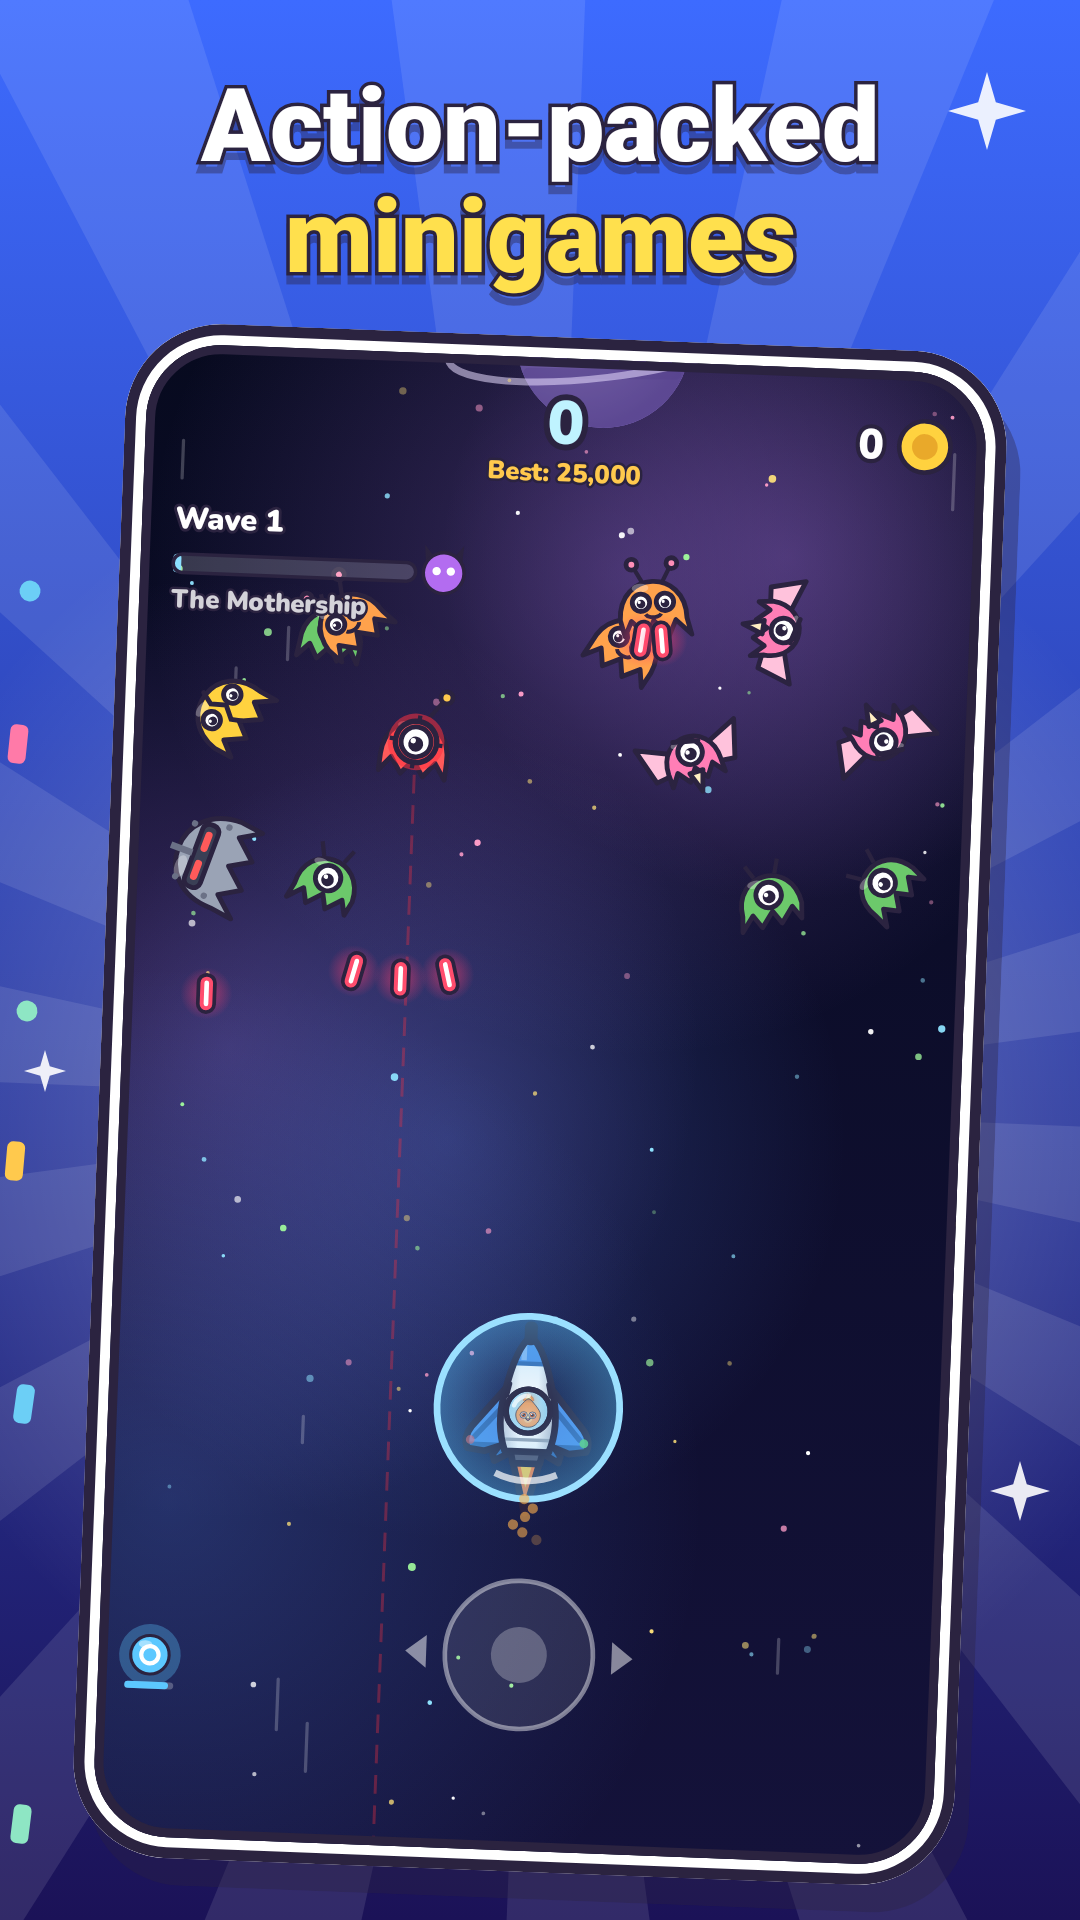 Action-packed
minigames
0
Best: 25,000
0
Wave 1
The Mothership